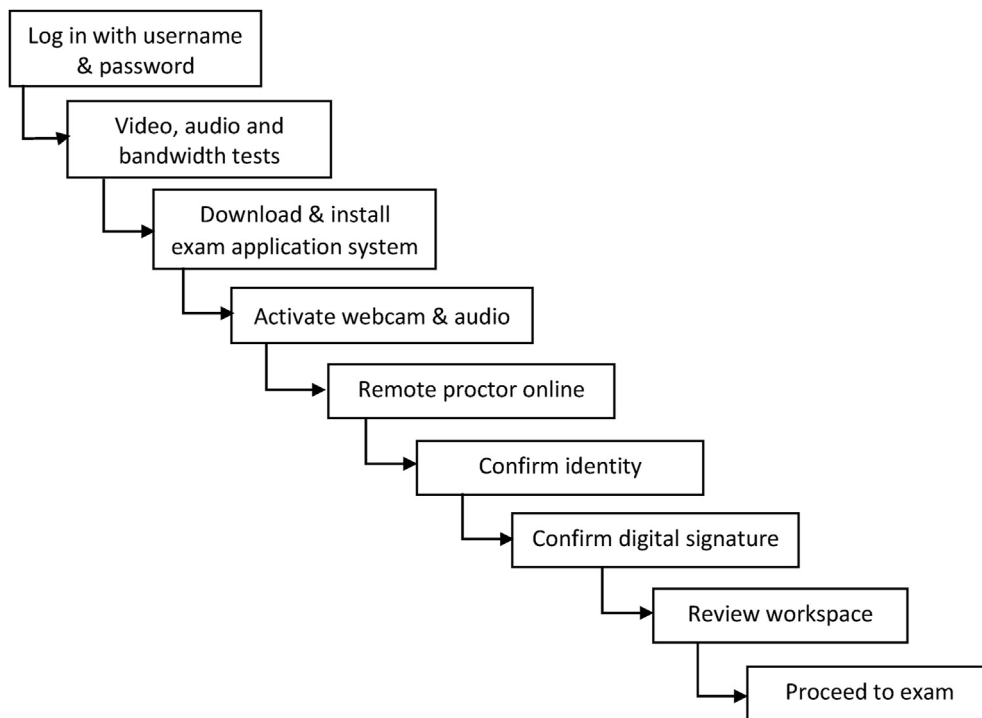 Log in with username
& password
Video, audio and
bandwidth tests
Download & install
exam application system
Activate webcam & audio
Remote proctor online
Confirm identity
Confirm digital signature
Review workspace
Proceed to exam